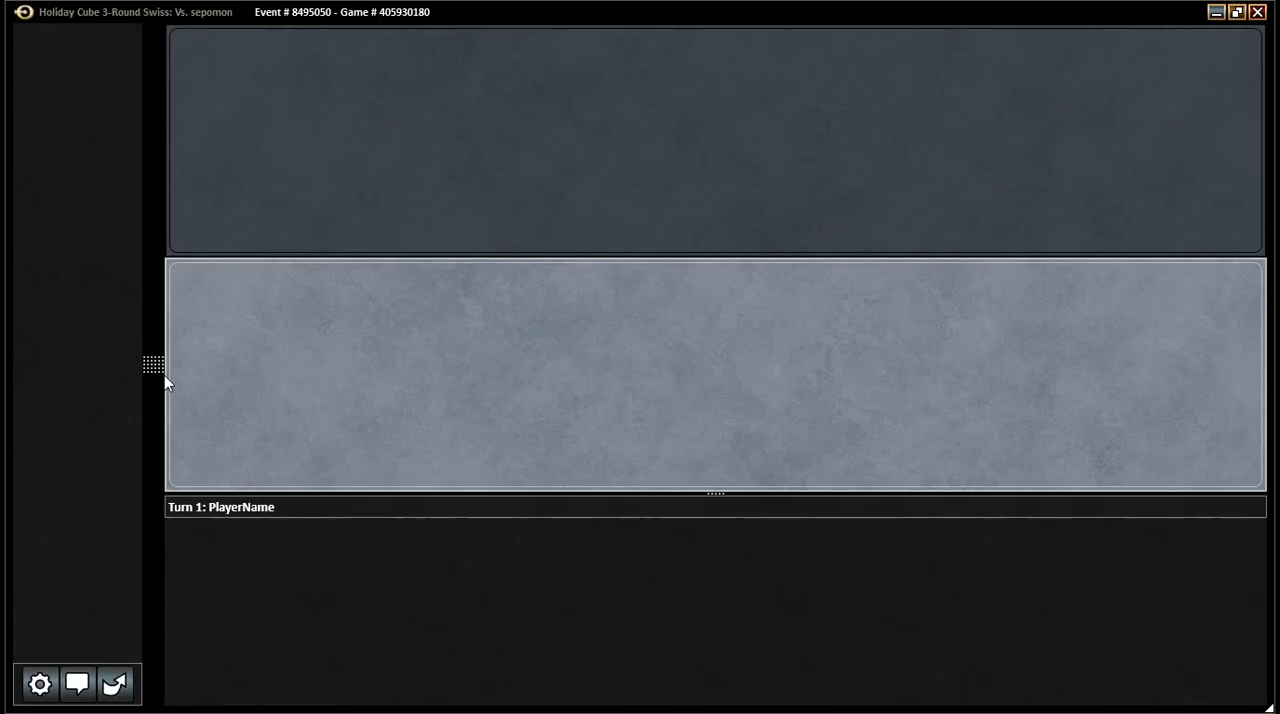 Holiday Cube 3-Round Swiss: Vs. sepomon
Event # 8495050 - Game # 405930180
Turn 1: PlayerName